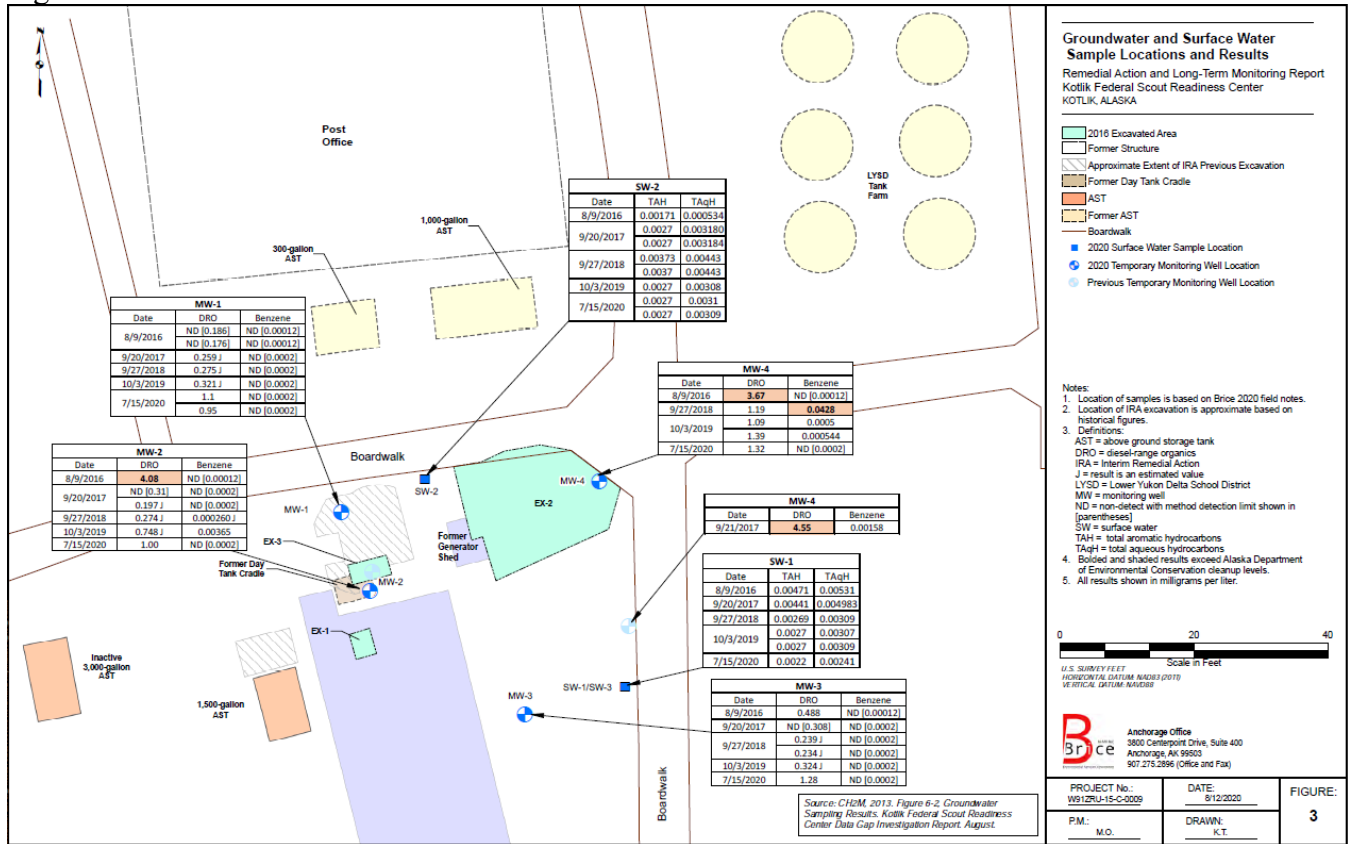 N
Post
Office
LYSD
Tank
Farm
300-gallon
AST
1,000-gallon
AST
SW-2
Date TAH TAqH
8/9/2016 0.00171 0.000534
9/20/2017 0.0027 0.003180
0.0027 0.003184
9/27/2018 0.00373 0.00443
0.0037 0.00443
10/3/2019 0.0027 0.00308
7/15/2020 0.0027 0.0031
0.0027 0.00309
MW-1
Date DRO Benzene
8/9/2016 ND [0.186] ND [0.00012]
ND [0.176] ND [0.00012]
9/20/2017 0.259 J ND [0.0002]
9/27/2018 0.275 J ND [0.0002]
10/3/2019 0.321 J ND [0.0002]
7/15/2020 1.1 ND [0.0002]
0.95 ND [0.0002]
MW-4
Date DRO Benzene
8/9/2016 3.67 ND [0.00012]
9/27/2018 1.19 0.0428
10/3/2019 1.09 0.0005
1.39 0.000544
7/15/2020 1.32 ND [0.0002]
MW-2
Date DRO Benzene
8/9/2016 4.08 ND [0.00012]
9/20/2017 ND [0.31] ND [0.0002]
0.197 J ND [0.0002]
9/27/2018 0.274 J 0.000260 J
10/3/2019 0.748 J 0.00365
7/15/2020 1.00 ND [0.0002]
Boardwalk
SW-2
MW-4
EX-2
MW-1
EX-3
Former
Generator
Shed
Former Day
Tank Cradle
MW-2
EX-1
MW-4
Date DRO Benzene
9/21/2017 4.55 0.00158
SW-1
Date TAH TAqH
8/9/2016 0.00471 0.00531
9/20/2017 0.00441 0.004983
9/27/2018 0.00269 0.00309
10/3/2019 0.0027 0.00307
0.0027 0.00309
7/15/2020 0.0022 0.00241
Inactive
3,000-gallon
AST
1,500-gallon
AST
SW-1/SW-3
MW-3
MW-3
Date DRO Benzene
8/9/2016 0.488 ND [0.00012]
9/20/2017 ND [0.308] ND [0.0002]
9/27/2018 0.239 J ND [0.0002]
0.234 J ND [0.0002]
10/3/2019 0.324 J ND [0.0002]
7/15/2020 1.28 ND [0.0002]
Boardwalk
Source: CH2M, 2013. Figure 6-2, Groundwater
Sampling Results. Kotlik Federal Scout Readiness
Center Data Gap Investigation Report. August.
Groundwater and Surface Water
Sample Locations and Results
Remedial Action and Long-Term Monitoring Report
Kotlik Federal Scout Readiness Center
KOTLIK, ALASKA
2016 Excavated Area
Former Structure
Approximate Extent of IRA Previous Excavation
Former Day Tank Cradle
AST
Former AST
Boardwalk
2020 Surface Water Sample Location
2020 Temporary Monitoring Well Location
Previous Temporary Monitoring Well Location
Notes:
1. Location of samples is based on Brice 2020 field notes.
2. Location of IRA excavation is approximate based on
historical figures.
3. Definitions:
AST = above ground storage tank
DRO = diesel-range organics
IRA = Interim Remedial Action
J = result is an estimated value
LYSD = Lower Yukon Delta School District
MW = monitoring well
ND = non-detect with method detection limit shown in
[parentheses]
SW = surface water
TAH = total aromatic hydrocarbons
TAqH = total aqueous hydrocarbons
4. Bolded and shaded results exceed Alaska Department
of Environmental Conservation cleanup levels.
5. All results shown in milligrams per liter.
0 20 40
Scale in Feet
U.S. SURVEY FEET
HORIZONTAL DATUM: NAD83 (2011)
VERTICAL DATUM: NAVD88
Brice
Anchorage Office
3800 Centerpoint Drive, Suite 400
Anchorage, AK 99503
907.275.2896 (Office and Fax)
PROJECT No.:
W91ZRU-15-C-0009
DATE:
8/12/2020
FIGURE:
3
P.M.:
M.O.
DRAWN:
K.T.